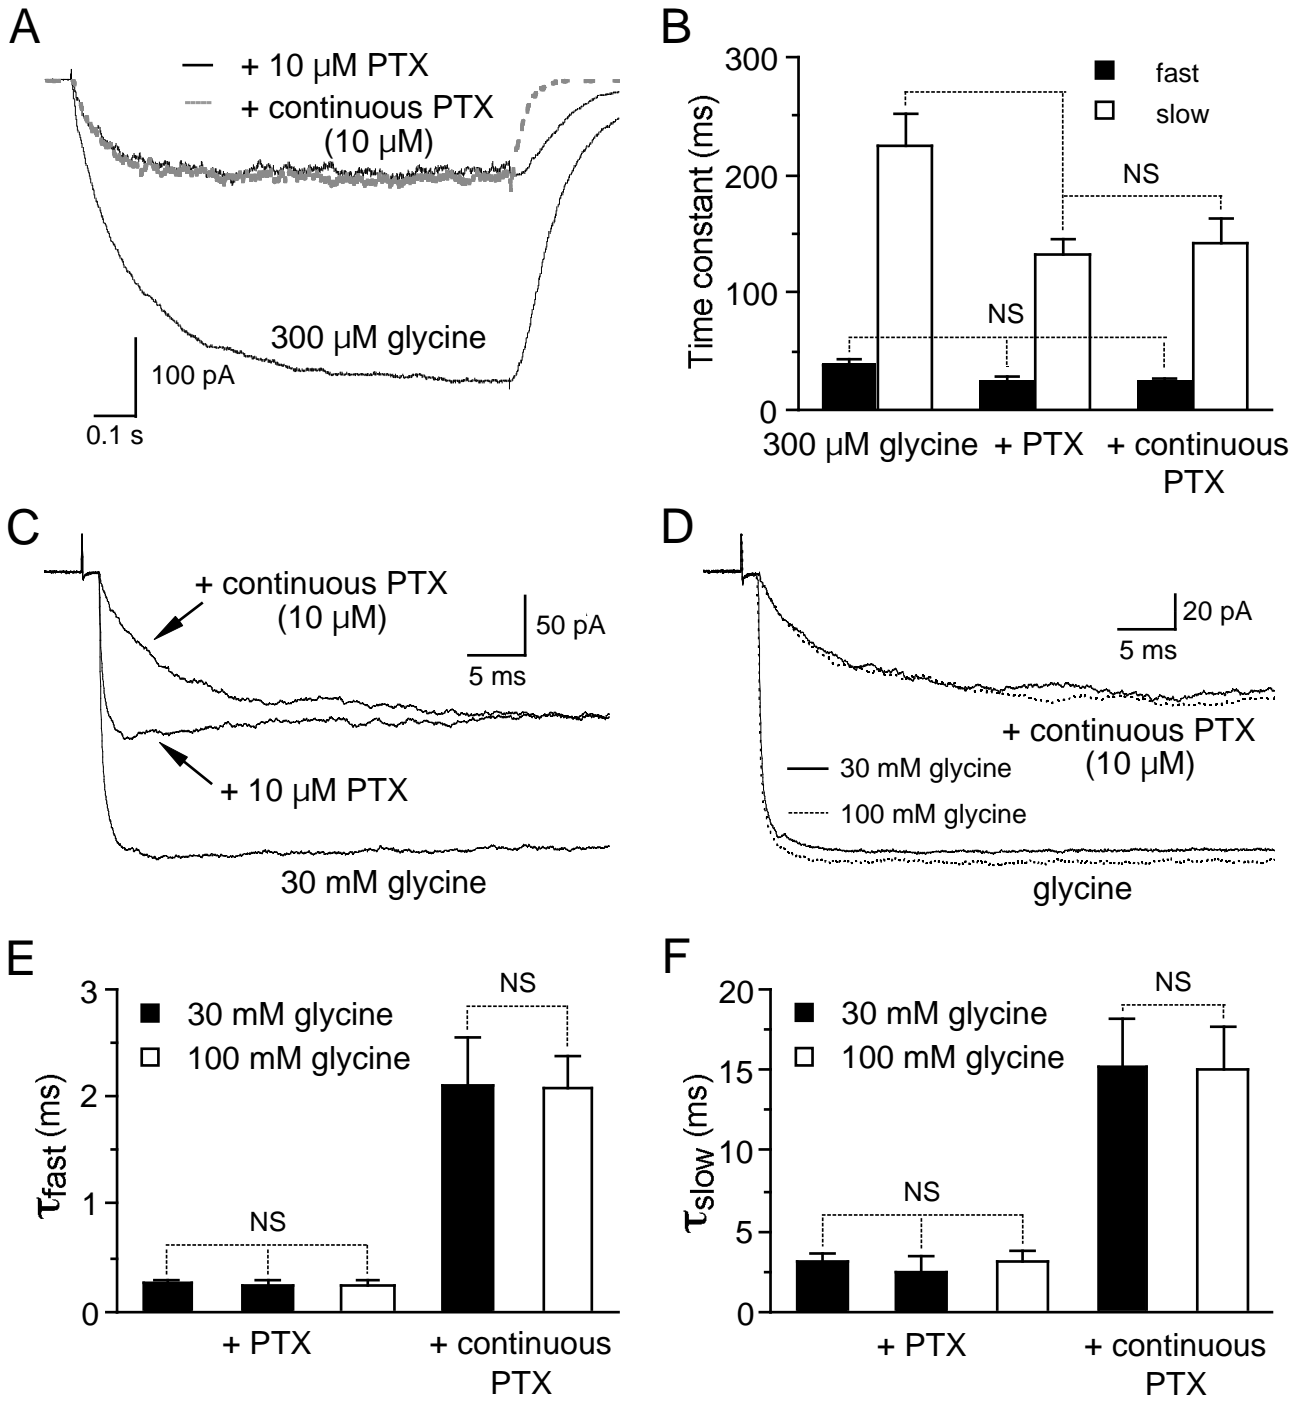 A
+ 10 µM PTX
+ continuous PTX
(10 µM)
300 µM glycine
100 pA
0.1 s
B
fast
slow
Time constant (ms)
300
200
100
0
NS
NS
300 µM glycine + PTX + continuous
PTX
C
+ continuous PTX
(10 µM)
50 pA
5 ms
+ 10 µM PTX
30 mM glycine
D
20 pA
5 ms
+ continuous PTX
(10 µM)
30 mM glycine
100 mM glycine
glycine
E
30 mM glycine
100 mM glycine
τfast (ms)
3
2
1
0
NS
NS
+ PTX + continuous
PTX
F
30 mM glycine
100 mM glycine
τslow (ms)
20
15
10
5
0
NS
NS
+ PTX + continuous
PTX